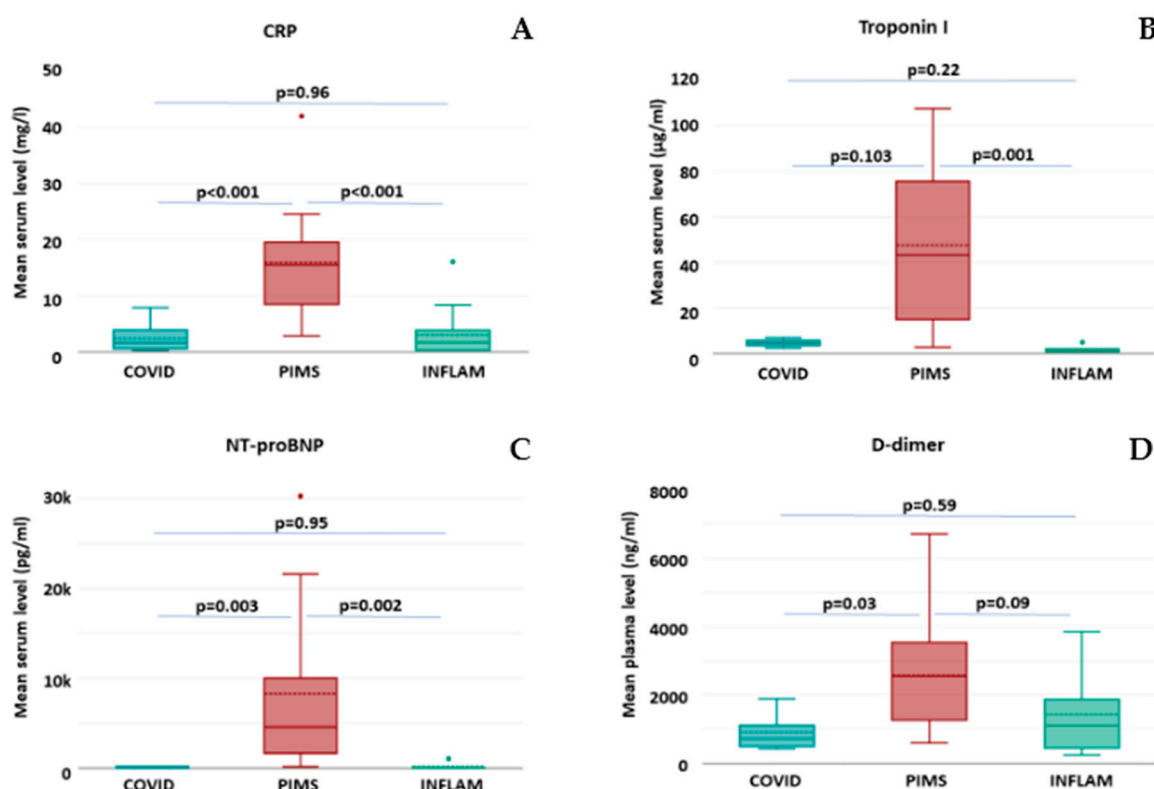 CRP
A
Mean serum level (mg/l)
50
40
30
20
10
0
p=0.96
p<0.001
p<0.001
COVID
PIMS
INFLAM
Troponin I
B
Mean serum level (µg/ml)
120
100
80
60
40
20
0
p=0.22
p=0.103
p=0.001
COVID
PIMS
INFLAM
NT-proBNP
C
Mean serum level (pg/ml)
30k
20k
10k
0
p=0.95
p=0.003
p=0.002
COVID
PIMS
INFLAM
D-dimer
D
Mean plasma level (ng/ml)
8000
6000
4000
2000
0
p=0.59
p=0.03
p=0.09
COVID
PIMS
INFLAM